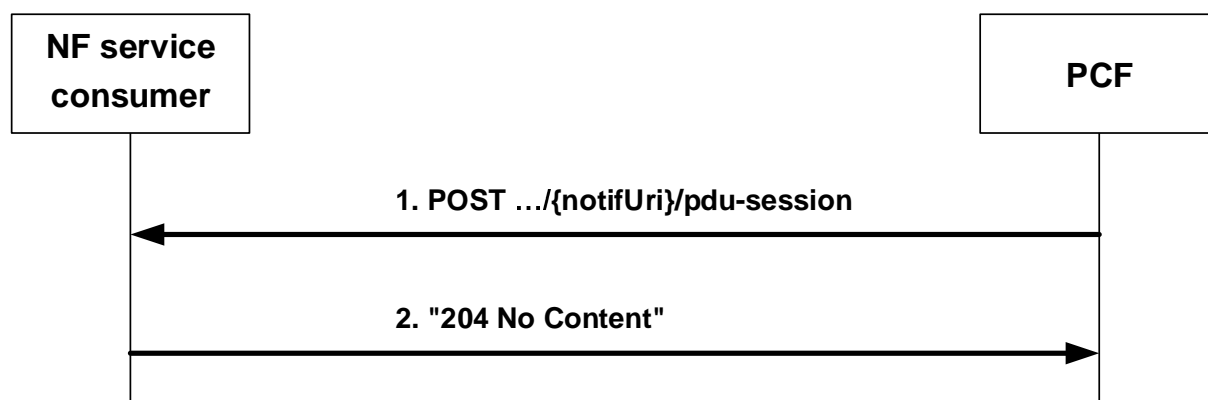 NF service
consumer
PCF
1. POST …/{notifUri}/pdu-session
2. "204 No Content"